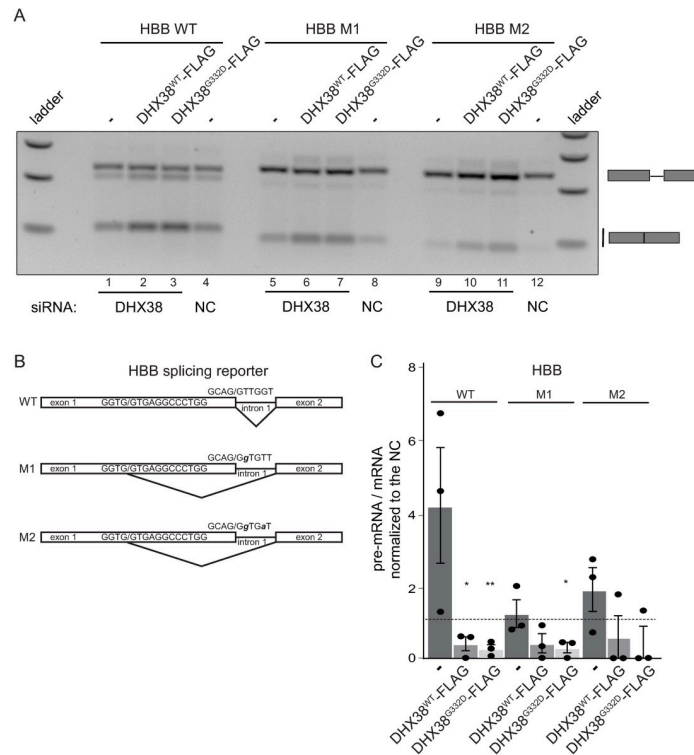 A
HBB WT
HBB M1
HBB M2
ladder
-
DHX38WT-FLAG
DHX38G332D-FLAG
-
-
DHX38WT-FLAG
DHX38G332D-FLAG
-
-
DHX38WT-FLAG
DHX38G332D-FLAG
-
ladder
1 2 3 4 5 6 7 8 9 10 11 12
siRNA: DHX38 NC DHX38 NC DHX38 NC
B
HBB splicing reporter
GCAG/GTTGGT
WT exon 1 GGTG/GTGAGGCCCTGG intron 1 exon 2
GCAG/GgTGTT
M1 exon 1 GGTG/GTGAGGCCCTGG intron 1 exon 2
GCAG/GgTGaT
M2 exon 1 GGTG/GTGAGGCCCTGG intron 1 exon 2
C
HBB
WT M1 M2
pre-mRNA / mRNA
normalized to the NC
8
6
4
2
0
0
* ** *
-
DHX38WT-FLAG
DHX38G332D-FLAG
-
DHX38WT-FLAG
DHX38G332D-FLAG
-
DHX38WT-FLAG
DHX38G332D-FLAG